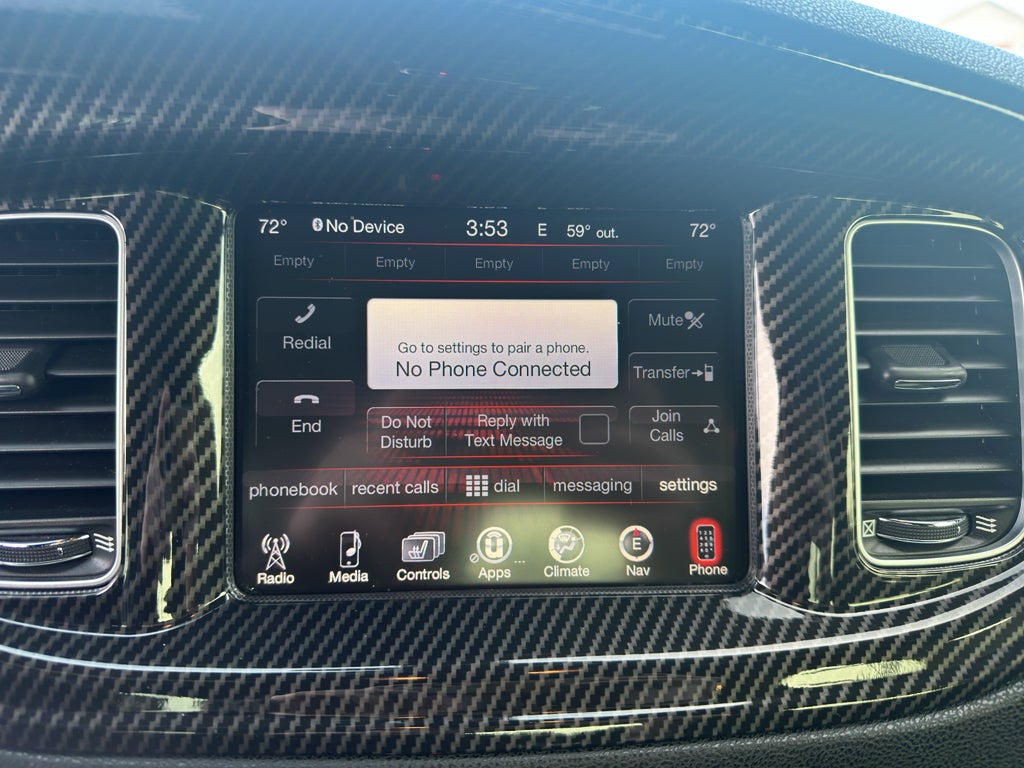 72° No Device 3:53 E 59° out. 72°
Empty Empty Empty Empty Empty
Redial
Go to settings to pair a phone.
No Phone Connected
Mute
Transfer
End
Do Not
Disturb
Reply with
Text Message
Join
Calls
phonebook recent calls dial messaging settings
E
Radio Media Controls Apps ... Climate Nav Phone